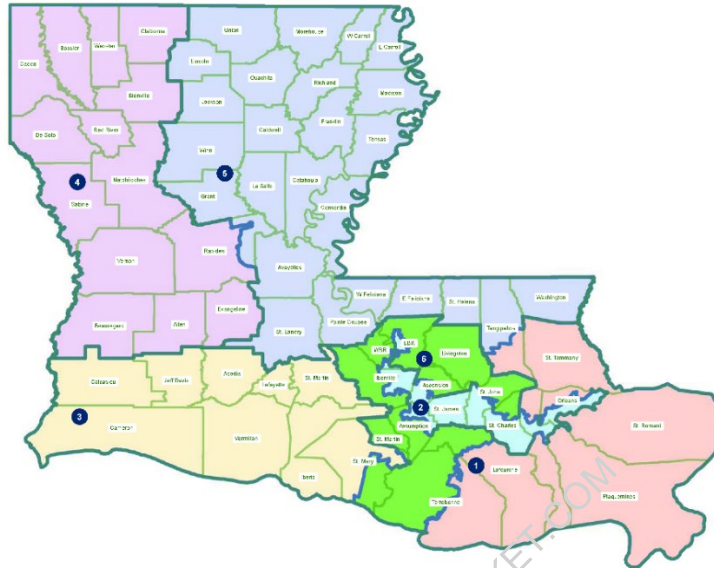 Claiborne
Union
Morehouse
W Carroll
E Carroll
Bossier
Webster
Caddo
Lincoln
Ouachita
Richland
Madison
Bienville
Jackson
Franklin
De Soto
Red River
Caldwell
Tensas
Winn
4
5
Natchitoches
La Salle
Catahoula
Sabine
Grant
Concordia
Vernon
Rapides
Avoyelles
W Feliciana
E Feliciana
St. Helena
Washington
Beauregard
Allen
Evangeline
St. Landry
Pointe Coupee
Tangipahoa
WBR
EBR
Livingston
6
St. Tammany
Calcasieu
Jeff Davis
Acadia
Lafayette
St. Martin
Iberville
Ascension
St. John
Orleans
3
2
St. James
Cameron
Vermilion
Assumption
St. Charles
St. Bernard
St. Martin
Iberia
St. Mary
1
Lafourche
Terrebonne
Plaquemines
KET.COM